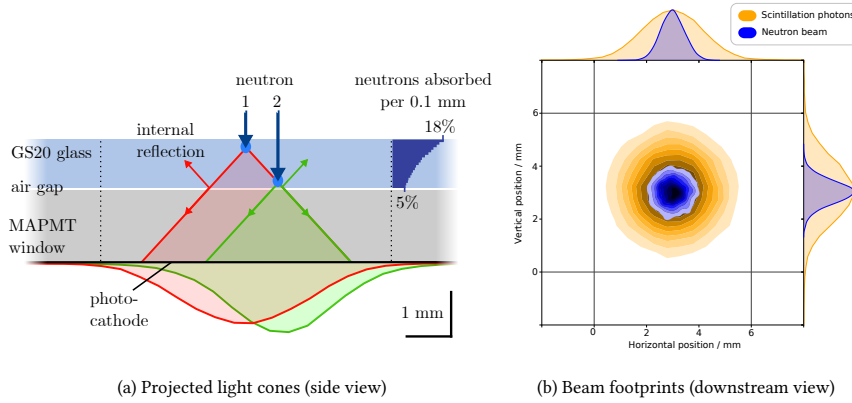 neutron
1 2
neutrons absorbed
per 0.1 mm
18%
5%
internal
reflection
GS20 glass
air gap
MAPMT
window
photo-
cathode
1 mm
(a) Projected light cones (side view)
Scintillation photons
Neutron beam
Vertical position / mm
6
4
2
0
0 2 4 6
Horizontal position / mm
(b) Beam footprints (downstream view)